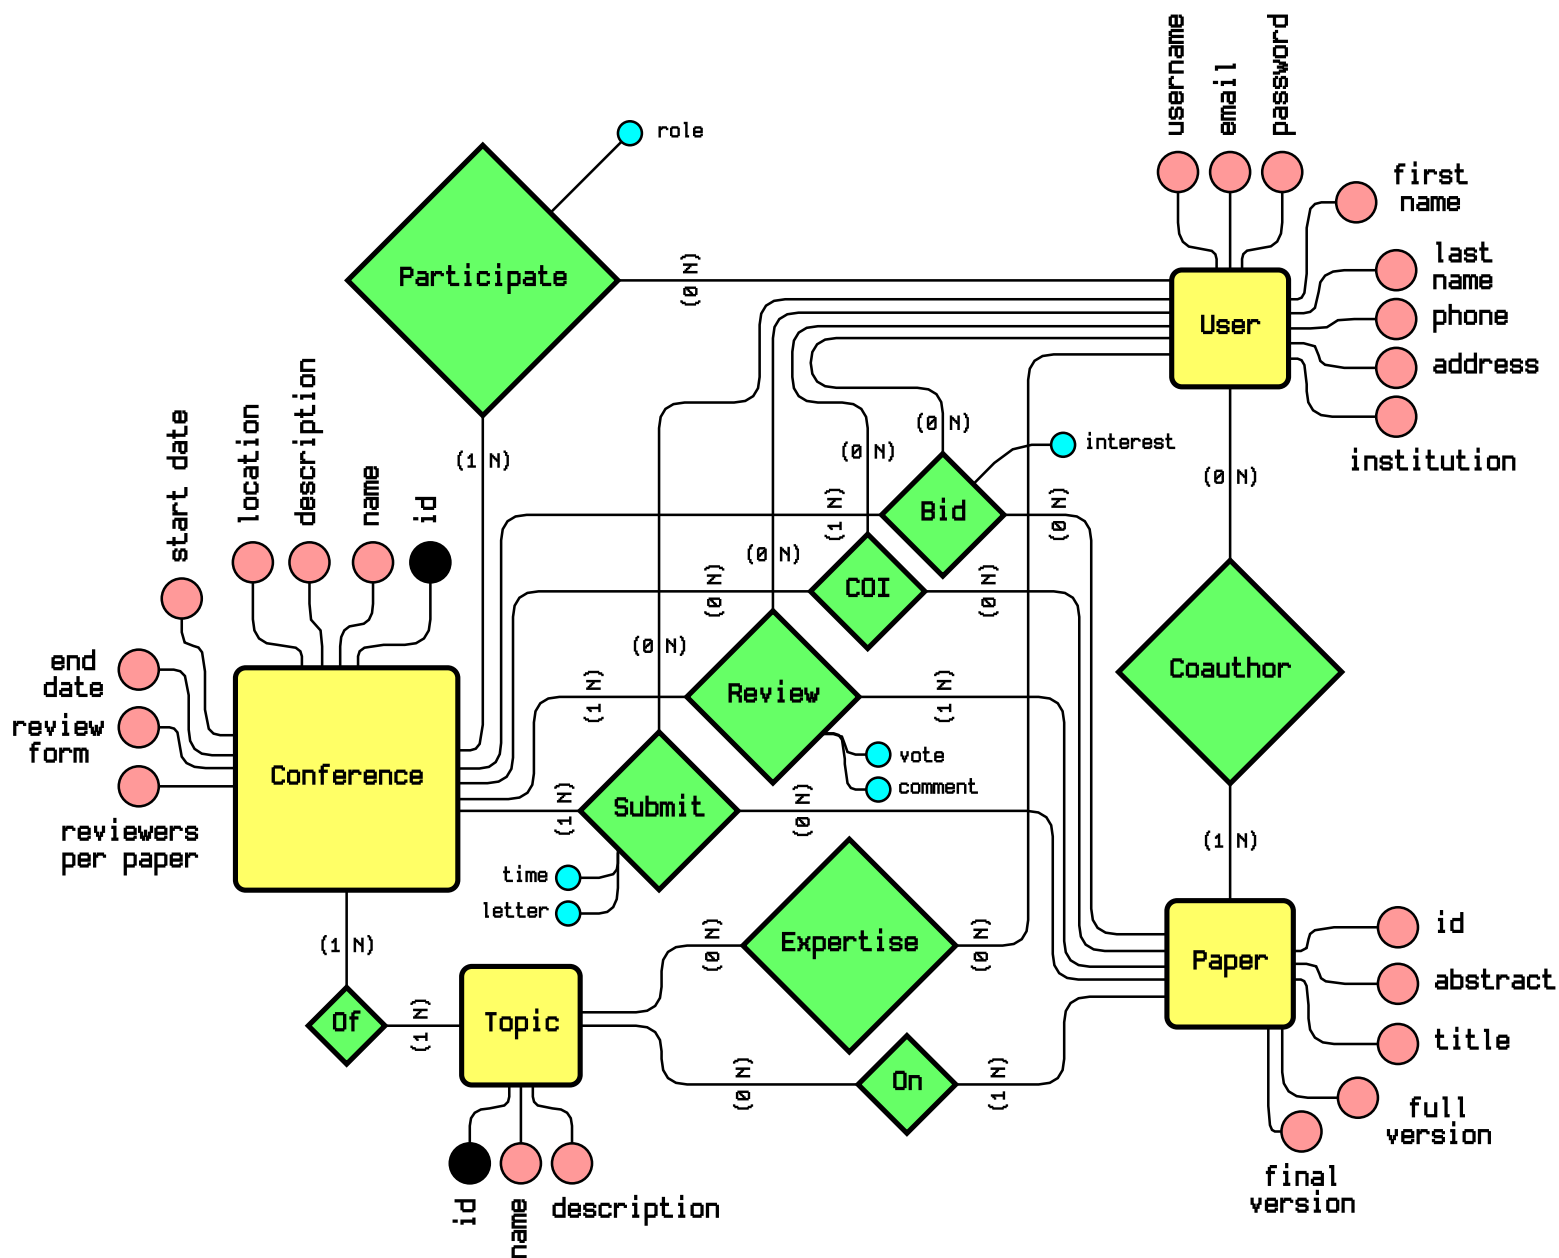 username
email
password
role
first
name
last
name
phone
address
institution
User
Participate
(0 N)
(1 N)
start date
location
description
name
id
(0 N)
(0 N)
(0 N)
interest
Bid
(1 N)
(0 N)
(0 N)
COI
(0 N)
(0 N)
(0 N)
Coauthor
end
date
review
form
reviewers
per paper
Conference
(1 N)
Review
(1 N)
vote
comment
(1 N)
Submit
(0 N)
time
letter
(1 N)
(1 N)
Of
(1 N)
Topic
(0 N)
Expertise
(0 N)
Paper
id
abstract
title
full
version
final
version
(0 N)
On
(1 N)
id
name
description